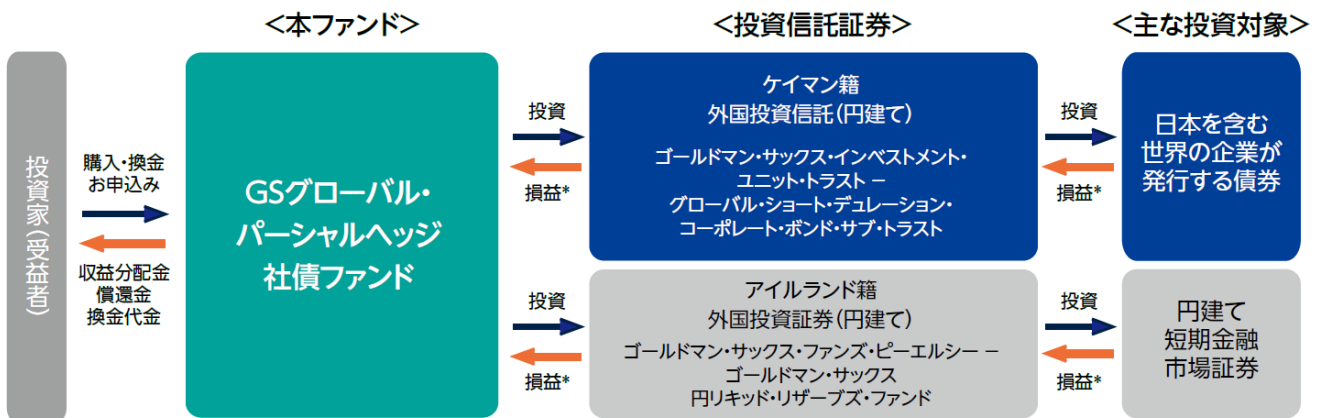 <本ファンド>
<投資信託証券>
<主な投資対象>
投資家(受益者)
購入・換金
お申込み
収益分配金
償還金
換金代金
GSグローバル・
パーシャルヘッジ
社債ファンド
投資
損益*
ケイマン籍
外国投資信託(円建て)
ゴールドマン・サックス・インベストメント・
ユニット・トラスト −
グローバル・ショート・デュレーション・
コーポレート・ボンド・サブ・トラスト
投資
損益*
日本を含む
世界の企業が
発行する債券
投資
損益*
アイルランド籍
外国投資証券(円建て)
ゴールドマン・サックス・ファンズ・ピーエルシー −
ゴールドマン・サックス
円リキッド・リザーブズ・ファンド
投資
損益*
円建て
短期金融
市場証券